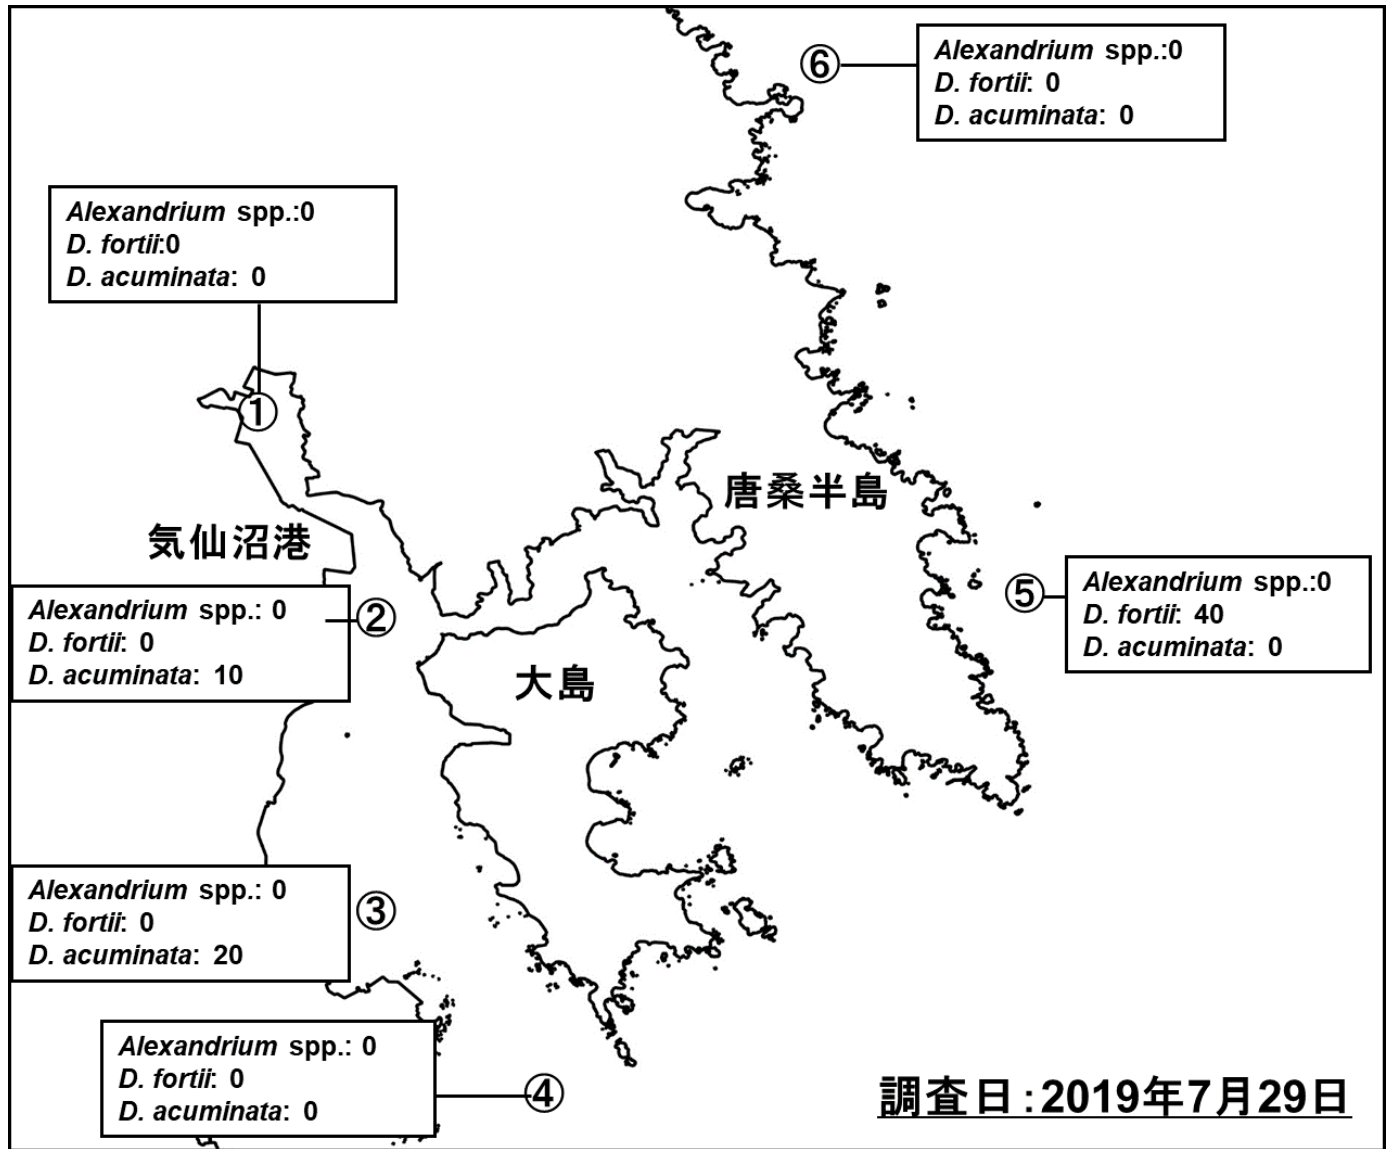 ⑥
Alexandrium spp.:0
D. fortii: 0
D. acuminata: 0
Alexandrium spp.:0
D. fortii:0
D. acuminata: 0
①
唐桑半島
気仙沼港
Alexandrium spp.: 0
D. fortii: 0
D. acuminata: 10
②
⑤
Alexandrium spp.:0
D. fortii: 40
D. acuminata: 0
大島
Alexandrium spp.: 0
D. fortii: 0
D. acuminata: 20
③
Alexandrium spp.: 0
D. fortii: 0
D. acuminata: 0
④
調査日:2019年7月29日